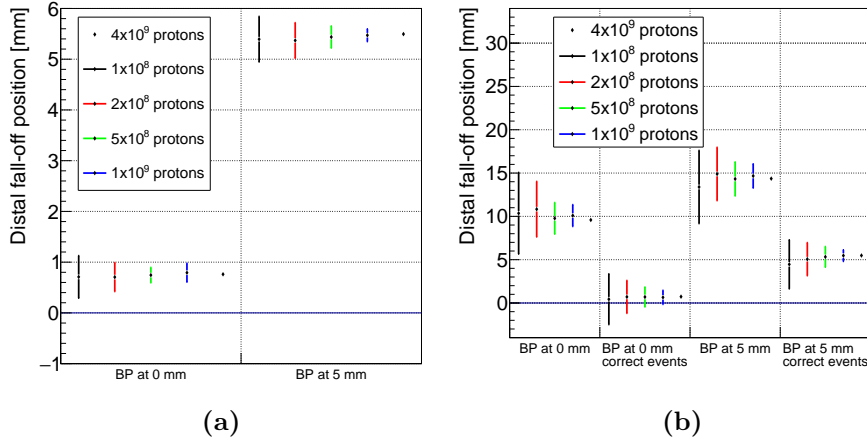 Distal fall-off position [mm]
6
5
4
3
2
1
0
−1
4x10⁹ protons
1x10⁸ protons
2x10⁸ protons
5x10⁸ protons
1x10⁹ protons
BP at 0 mm
BP at 5 mm
(a)
Distal fall-off position [mm]
30
25
20
15
10
5
0
4x10⁹ protons
1x10⁸ protons
2x10⁸ protons
5x10⁸ protons
1x10⁹ protons
BP at 0 mm
BP at 0 mm
correct events
BP at 5 mm
BP at 5 mm
correct events
(b)